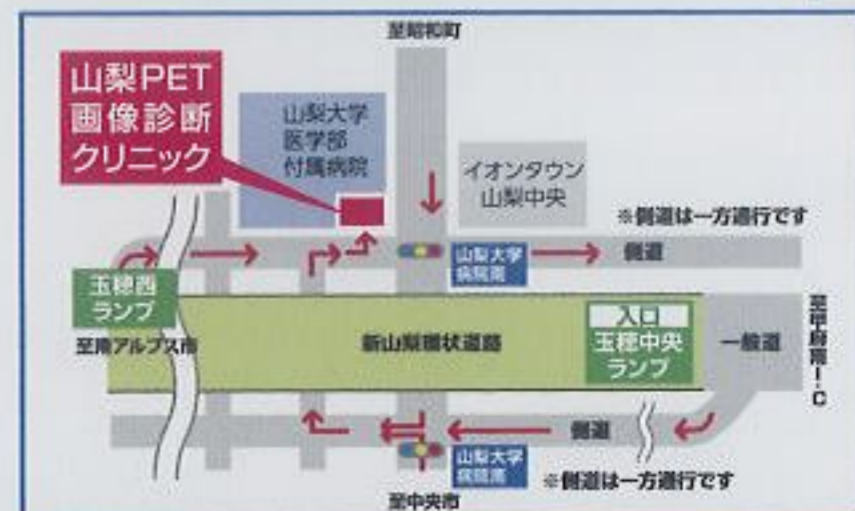 至昭和町
山梨PET
画像診断
クリニック
山梨大学
医学部
付属病院
イオンタウン
山梨中央
※側道は一方通行です
山梨大学
病院南
側道
玉穂西
ランプ
至南アルプス市
新山梨環状道路
入口
玉穂中央
ランプ
一般道
至甲府南I・C
側道
山梨大学
病院南
※側道は一方通行です
至中央市